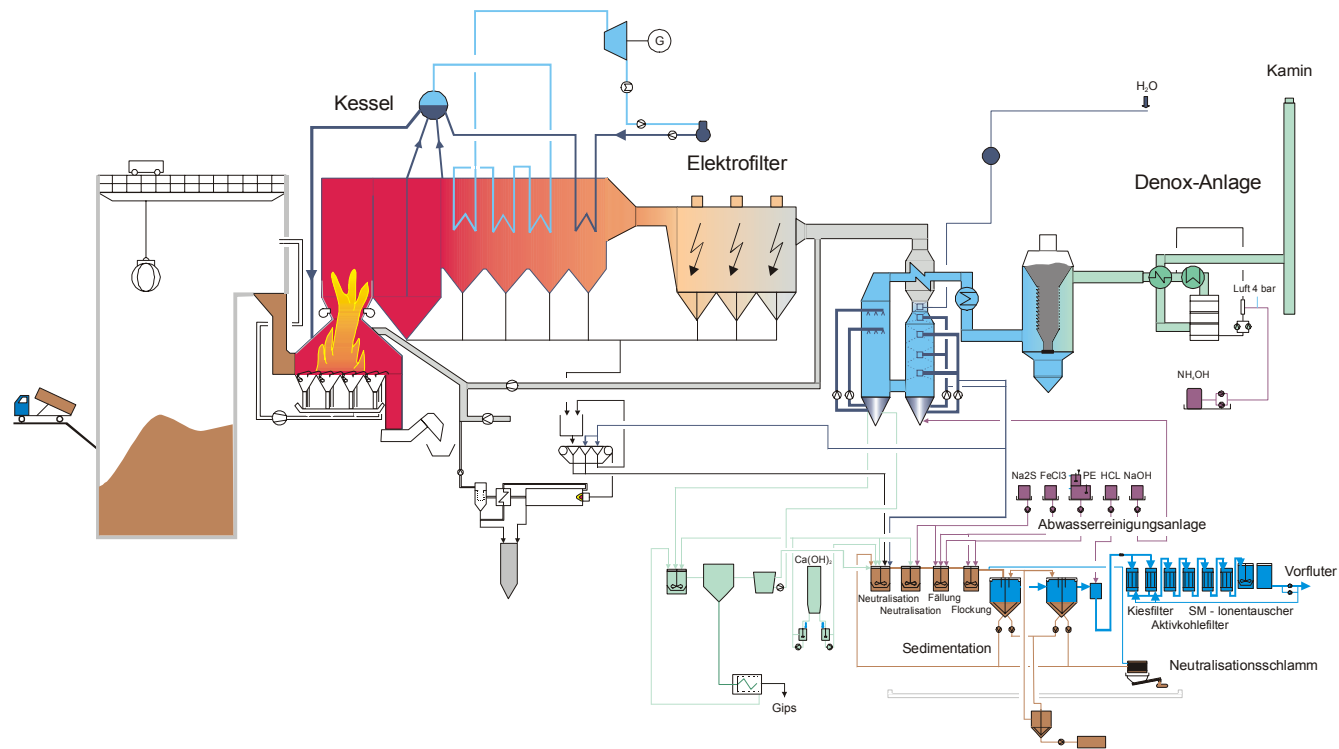 G
Kamin
Kessel
H₂O
Elektrofilter
Denox-Anlage
Luft 4 bar
NH₄OH
Na2S FeCl3 PE HCL NaOH
Abwasserreinigungsanlage
Ca(OH)₂
Vorfluter
Neutralisation Fällung
Neutralisation Flockung
Kiesfilter SM - Ionentauscher
Aktivkohlefilter
Sedimentation
Neutralisationsschlamm
Gips